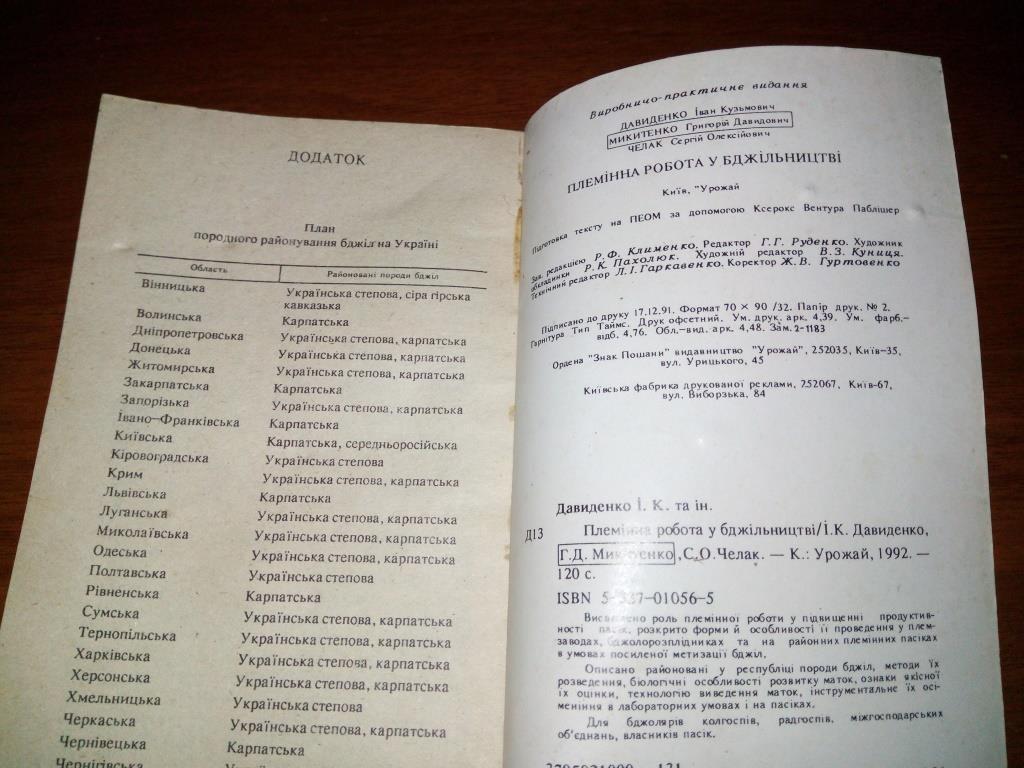 ДОДАТОК
План
породного районування бджіл на Україні
Область Районовані породи бджіл
Вінницька Українська степова, сіра гірська
кавказька
Волинська Карпатська
Дніпропетровська Українська степова, карпатська
Донецька Українська степова, карпатська
Житомирська Українська степова, карпатська
Закарпатська Карпатська
Запорізька Українська степова, карпатська
Івано—Франківська Карпатська
Київська Карпатська, середньоросійська
Кіровоградська Українська степова
Крим Українська степова, карпатська
Львівська Карпатська
Луганська Українська степова, карпатська
Миколаївська Українська степова, карпатська
Одеська Українська степова, карпатська
Полтавська Українська степова
Рівненська Карпатська
Сумська Українська степова, карпатська
Тернопільська Українська степова, карпатська
Харківська Українська степова, карпатська
Херсонська Українська степова, карпатська
Хмельницька Українська степова
Черкаська Українська степова, карпатська
Чернівецька Карпатська
Чернігівська
Виробничо-практичне видання
ДАВИДЕНКО Іван Кузьмович
МИКИТЕНКО Григорій Давидович
ЧЕЛАК Сергій Олексійович
ПЛЕМІННА РОБОТА У БДЖІЛЬНИЦТВІ
Київ, "Урожай
Підготовка тексту на ПЕОМ за допомогою Ксерокс Вентура Паблішер
Зав. редакцією Р.Ф. Клименко. Редактор Г.Г. Руденко. Художник
обкладинки Р.К. Пахолюк. Художній редактор В.З. Куниця.
Технічний редактор Л.І. Гаркавенко. Коректор Ж.В. Гуртовенко
Підписано до друку 17.12.91. Формат 70 × 90 /32. Папір друк. № 2.
Гарнітура Тип Таймс. Друк офсетний. Ум. друк. арк. 4,39. Ум. фарб.-
відб. 4,76. Обл.-вид. арк. 4,48. Зам. 2-1183
Ордена "Знак Пошани" видавництво "Урожай", 252035, Київ-35,
вул. Урицького, 45
Київська фабрика друкованої реклами, 252067, Київ-67,
вул. Виборзька, 84
Давиденко І. К. та ін.
Д13 Племінна робота у бджільництві/І.К. Давиденко,
Г.Д. Микитенко, С.О.Челак. — К.: Урожай, 1992. —
120 с.
ISBN 5-337-01056-5
Висвітлено роль племінної роботи у підвищенні продуктив-
ності пасік, розкрито форми й особливості її проведення у плем-
заводах, бджолорозплідниках та на районних племінних пасіках
в умовах посиленої метизації бджіл.
Описано районовані у республіці породи бджіл, методи їх
розведення, біологічні особливості розвитку маток, ознаки якісної
їх оцінки, технологію виведення маток, інструментальне їх осі-
меніння в лабораторних умовах і на пасіках.
Для бджолярів колгоспів, радгоспів, міжгосподарських
об'єднань, власників пасік.